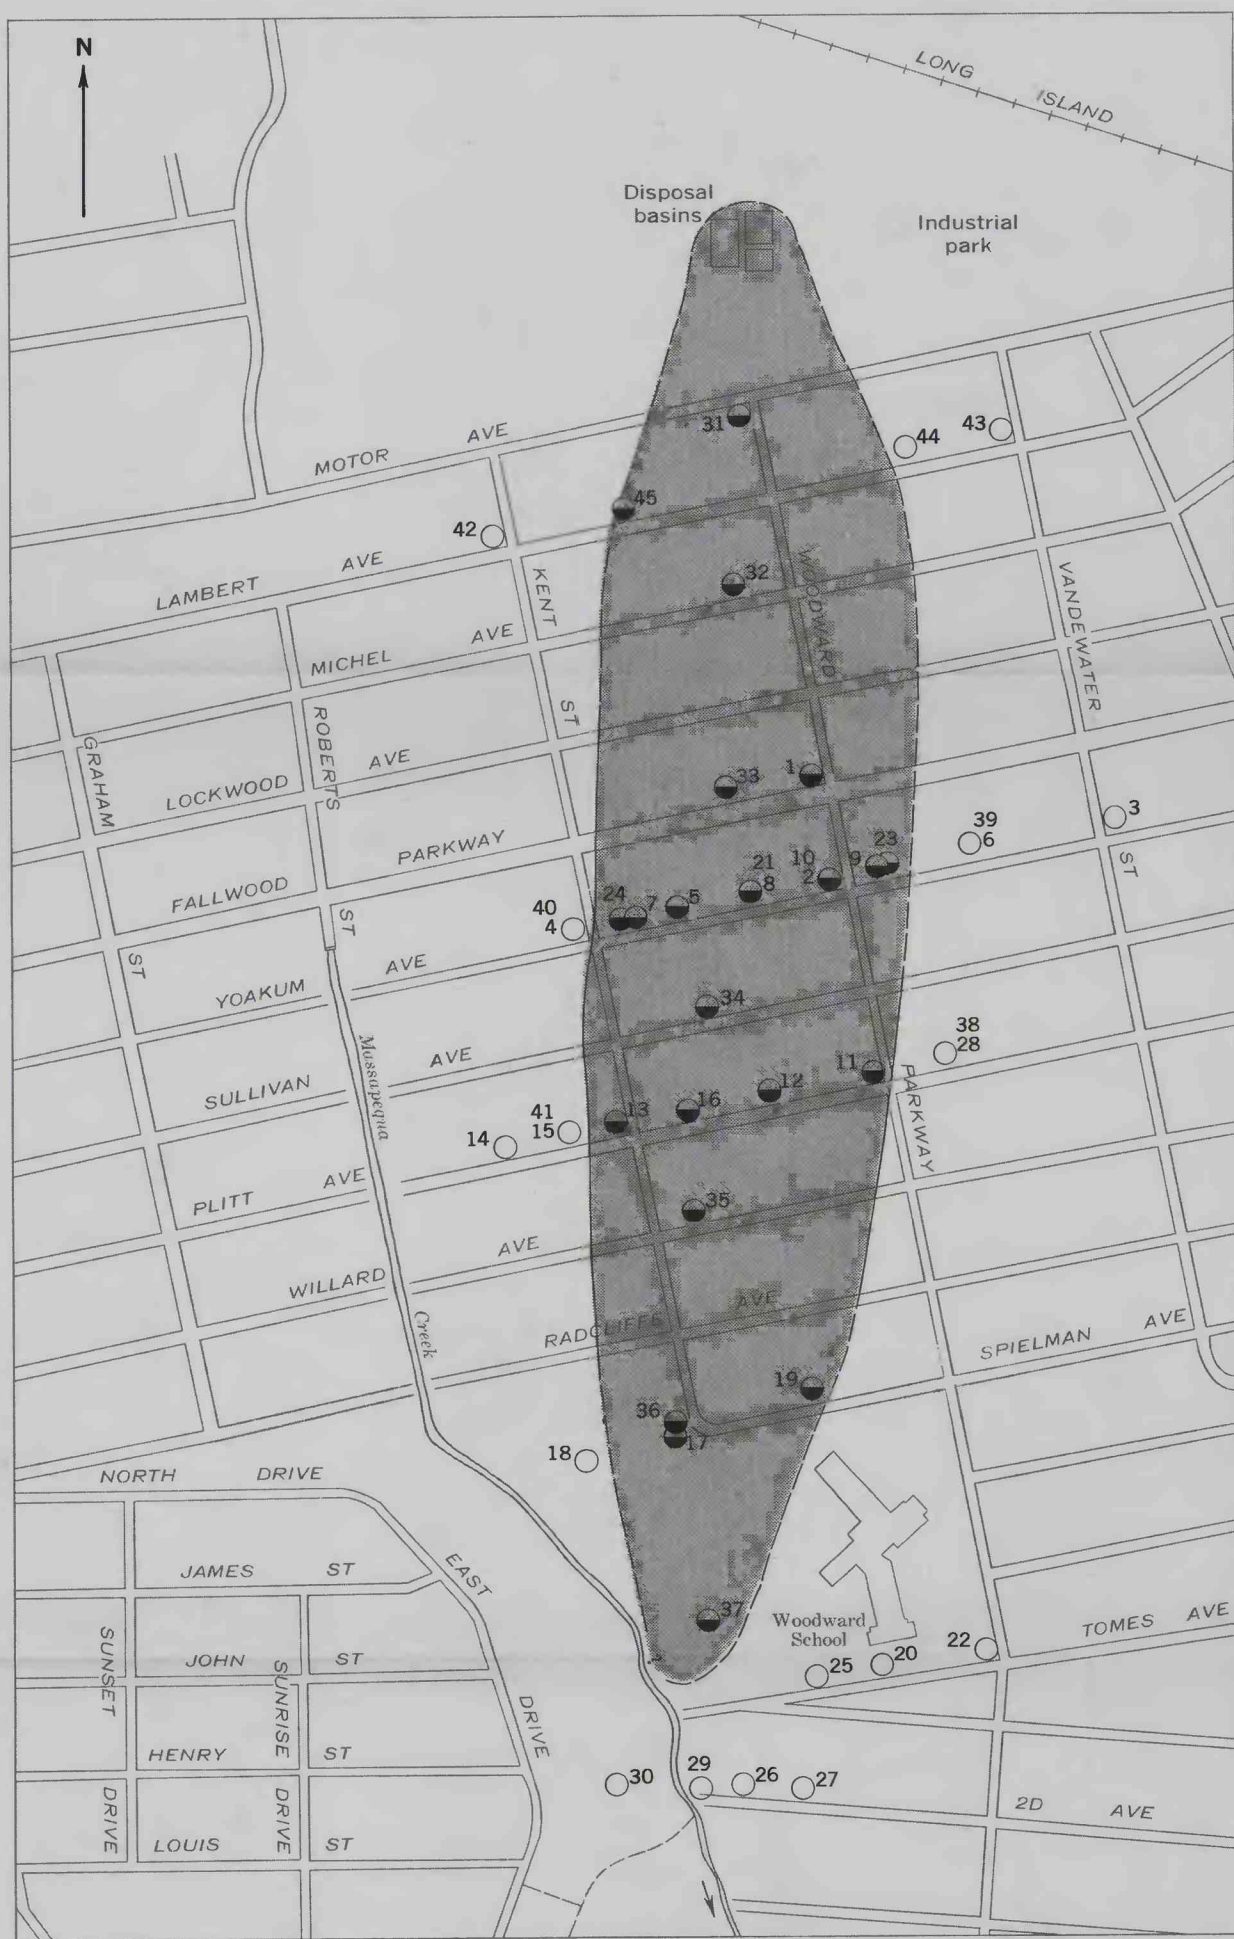 N
LONG
ISLAND
Disposal
basins
Industrial
park
31
44
43
MOTOR AVE
45
42
LAMBERT AVE
32
KENT
WOODWARD
VANDEWATER
MICHEL AVE
ST
ROBERTS
GRAHAM
LOCKWOOD AVE
33
1
3
39
6
PARKWAY
23
9
10
2
21
8
5
7
24
FALLWOOD
ST
40
4
ST
ST
YOAKUM AVE
34
38
28
Massapequa
SULLIVAN AVE
11
12
PARKWAY
16
13
41
15
14
PLITT AVE
35
WILLARD AVE
Creek
RADCLIFFE AVE
SPIELMAN AVE
19
36
17
18
NORTH DRIVE
EAST
JAMES ST
37
Woodward
School
TOMES AVE
22
20
25
SUNSET
JOHN ST
SUNRISE
DRIVE
HENRY ST
30
29
26
27
2D AVE
DRIVE
DRIVE
LOUIS ST